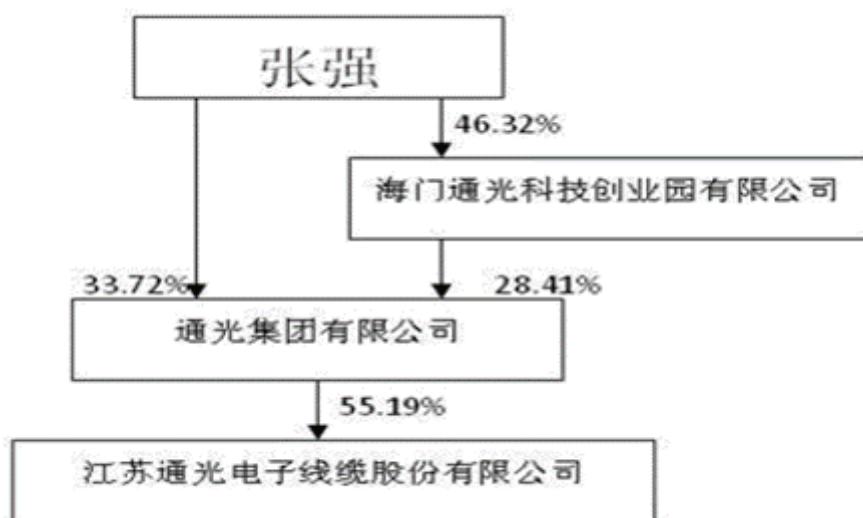 张强
46.32%
海门通光科技创业园有限公司
33.72%
28.41%
通光集团有限公司
55.19%
江苏通光电子线缆股份有限公司